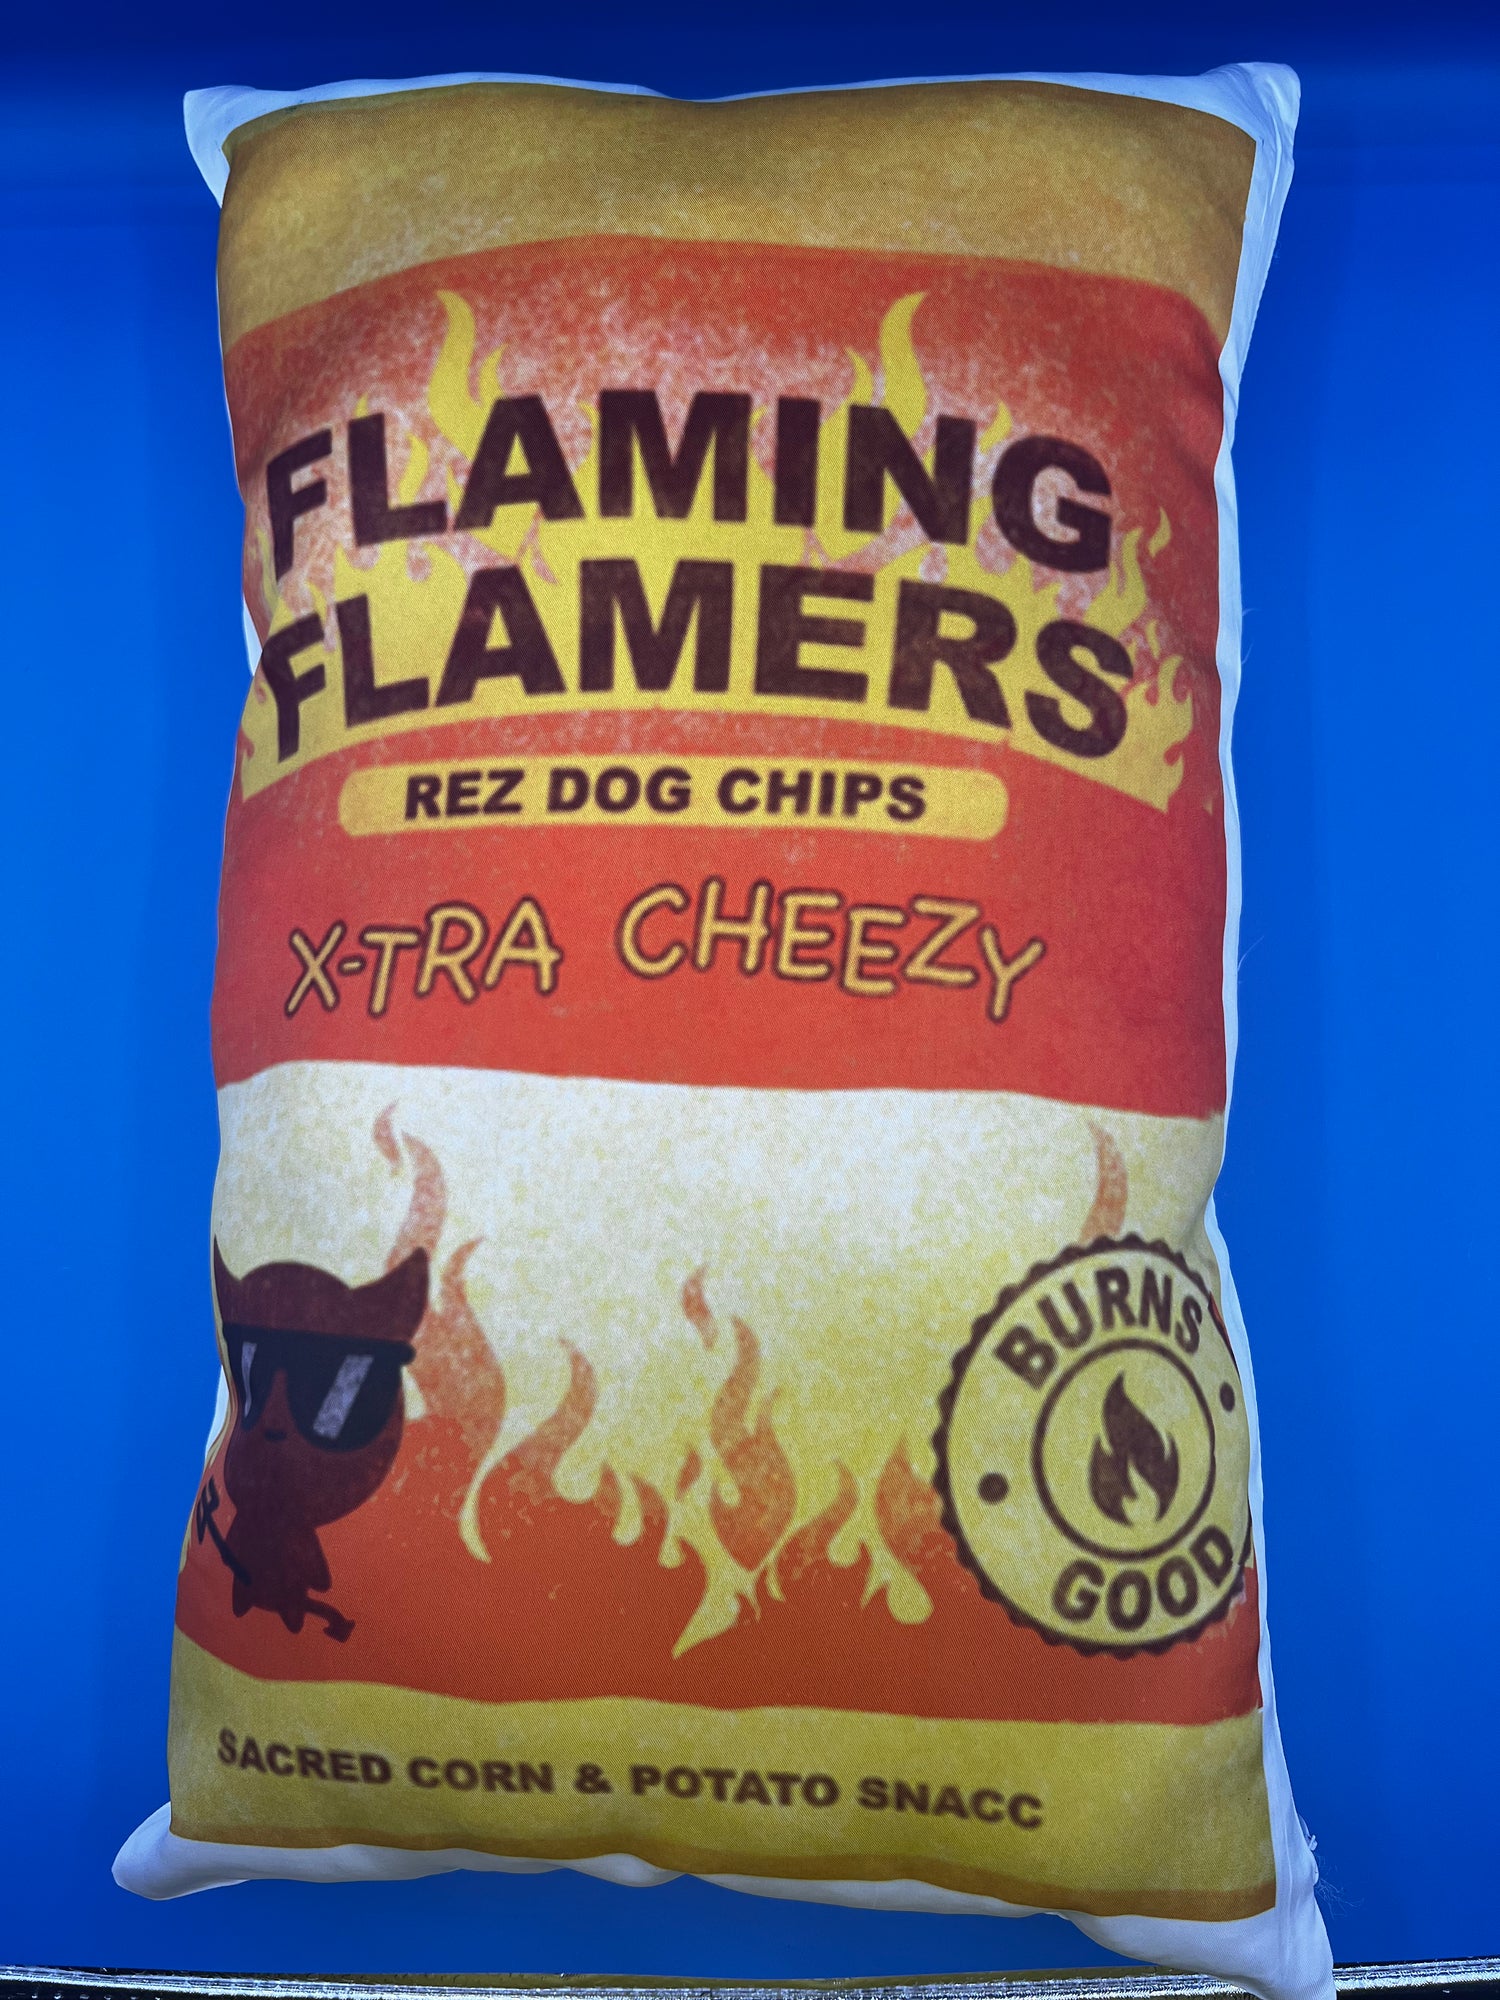 FLAMING
FLAMERS
REZ DOG CHIPS
X-TRA CHEEZY
BURNS
GOOD
SACRED CORN & POTATO SNACC